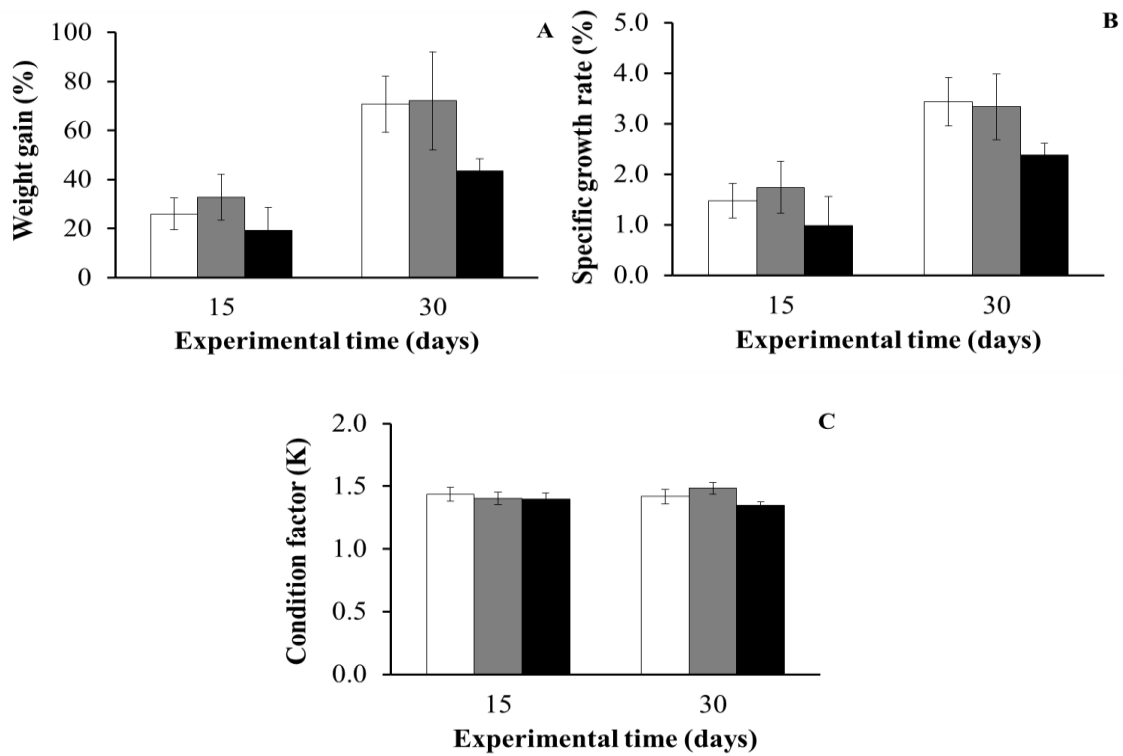 A
Weight gain (%)
100
80
60
40
20
0
15 30
Experimental time (days)
B
Specific growth rate (%)
5.0
4.0
3.0
2.0
1.0
0.0
15 30
Experimental time (days)
C
Condition factor (K)
2.0
1.5
1.0
0.5
0.0
15 30
Experimental time (days)